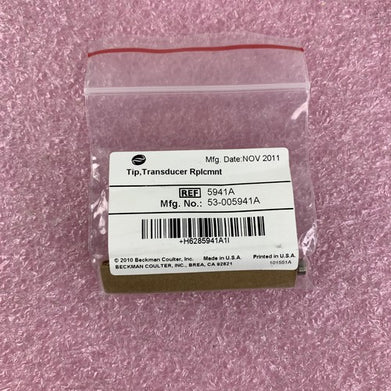 Mfg. Date:NOV 2011
Tip,Transducer Rplcmnt
REF 5941A
Mfg. No.: 53-005941A
+H6285941A1I
© 2010 Beckman Coulter, Inc. Made in U.S.A. Printed in U.S.A.
BECKMAN COULTER, INC., BREA, CA 92821
101551A